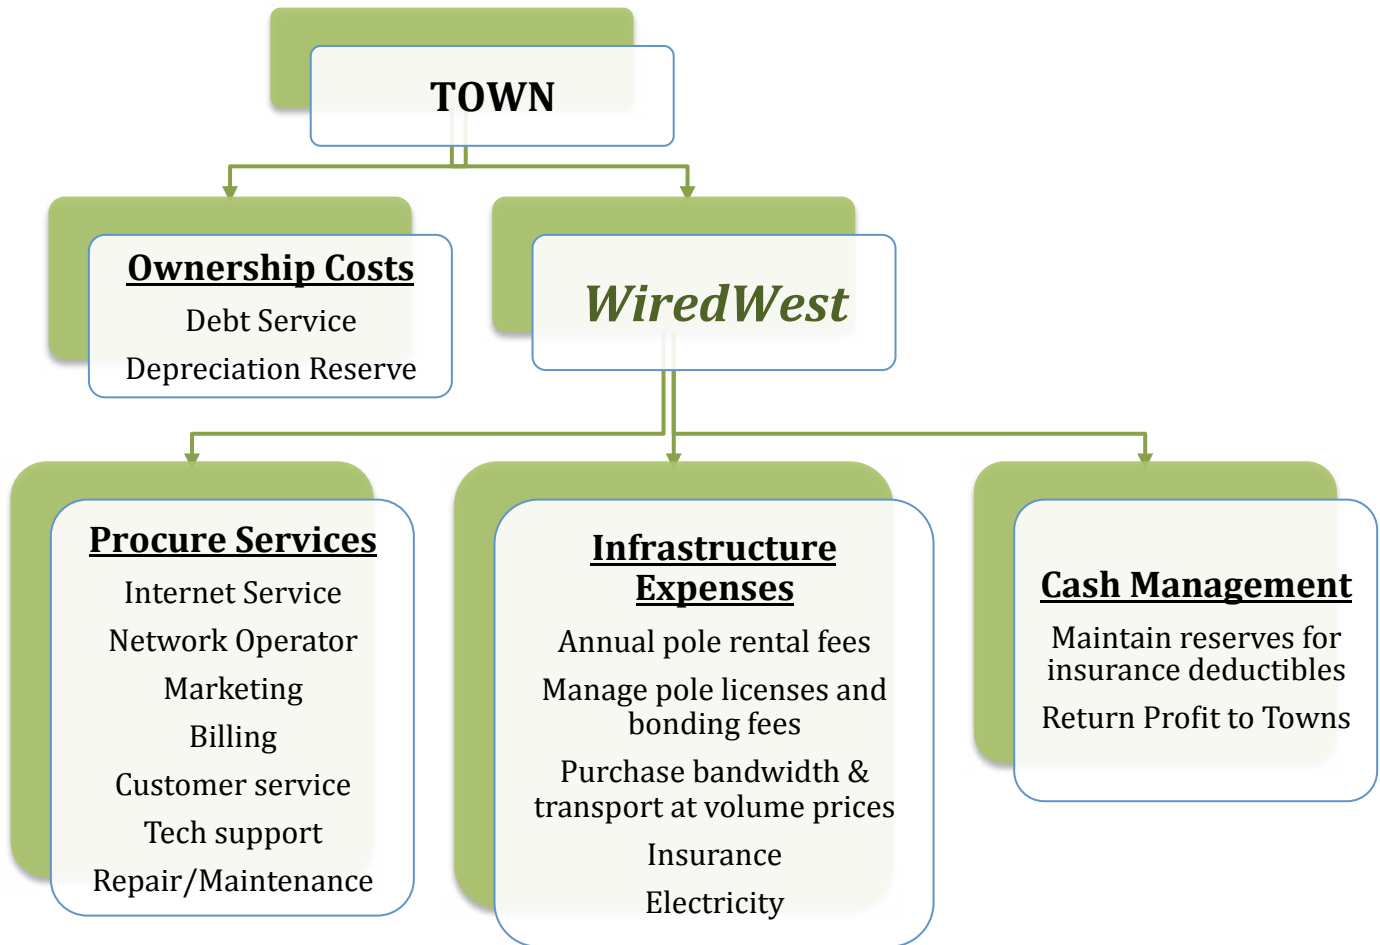 TOWN
Ownership Costs
Debt Service
Depreciation Reserve
WiredWest
Procure Services
Internet Service
Network Operator
Marketing
Billing
Customer service
Tech support
Repair/Maintenance
Infrastructure
Expenses
Annual pole rental fees
Manage pole licenses and
bonding fees
Purchase bandwidth &
transport at volume prices
Insurance
Electricity
Cash Management
Maintain reserves for
insurance deductibles
Return Profit to Towns